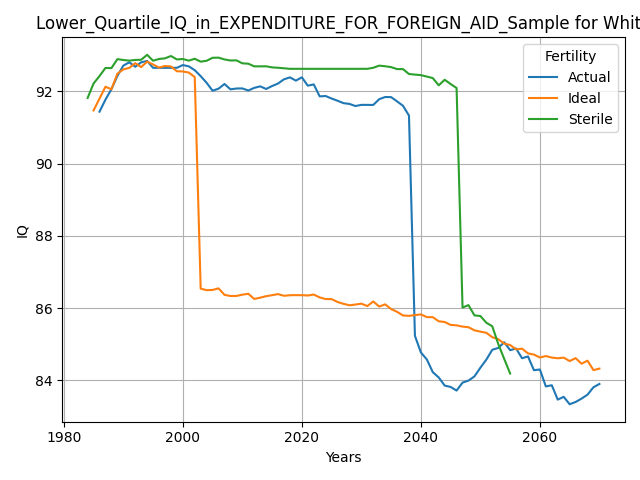 Lower_Quartile_IQ_in_EXPENDITURE_FOR_FOREIGN_AID_Sample for Whit
Fertility
Actual
Ideal
Sterile
92
90
88
86
84
IQ
1980
2000
2020
2040
2060
Years